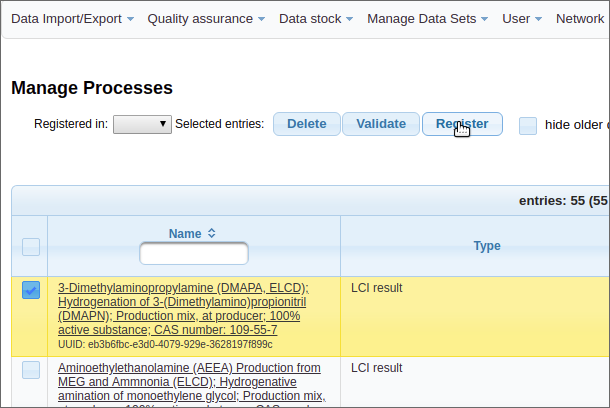 Data Import/Export Quality assurance Data stock Manage Data Sets User Network
Manage Processes
Registered in: Selected entries: Delete Validate Register hide older
entries: 55 (55
Name Type
3-Dimethylaminopropylamine (DMAPA, ELCD); LCI result
Hydrogenation of 3-(Dimethylamino)propionitril
(DMAPN); Production mix, at producer; 100%
active substance; CAS number: 109-55-7
UUID: eb3b6fbc-e3d0-4079-929e-3628197f899c
Aminoethylethanolamine (AEEA) Production from LCI result
MEG and Ammnonia (ELCD); Hydrogenative
amination of monoethylene glycol; Production mix,